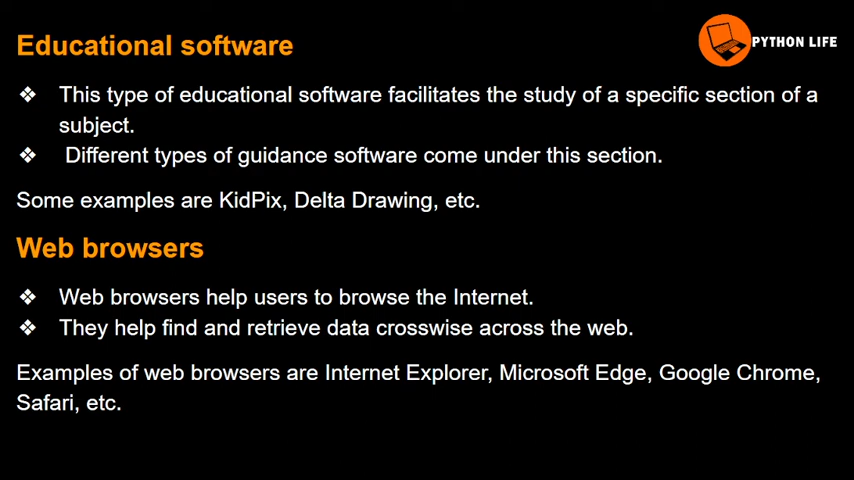 PYTHON LIFE
Educational software
❖ This type of educational software facilitates the study of a specific section of a
subject.
❖ Different types of guidance software come under this section.
Some examples are KidPix, Delta Drawing, etc.
Web browsers
❖ Web browsers help users to browse the Internet.
❖ They help find and retrieve data crosswise across the web.
Examples of web browsers are Internet Explorer, Microsoft Edge, Google Chrome,
Safari, etc.